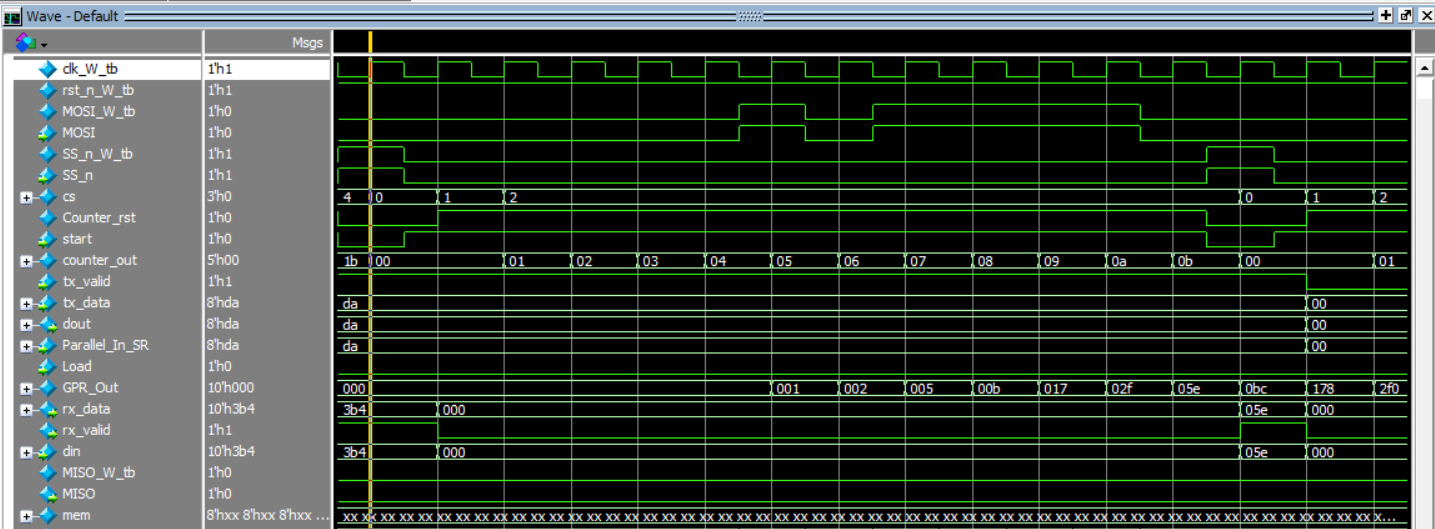 Wave - Default
Msgs
clk_W_tb 1'h1
rst_n_W_tb 1'h1
MOSI_W_tb 1'h0
MOSI 1'h0
SS_n_W_tb 1'h1
SS_n 1'h1
cs 3'h0 4 0 1 2 0 1 2
Counter_rst 1'h0
start 1'h0
counter_out 5'h00 1b 00 01 02 03 04 05 06 07 08 09 0a 0b 00 01
tx_valid 1'h1
tx_data 8'hda da 00
dout 8'hda da 00
Parallel_In_SR 8'hda da 00
Load 1'h0
GPR_Out 10'h000 000 001 002 005 00b 017 02f 05e 0bc 178 2f0
rx_data 10'h3b4 3b4 000 05e 000
rx_valid 1'h1
din 10'h3b4 3b4 000 05e 000
MISO_W_tb 1'h0
MISO 1'h0
mem 8'hxx 8'hxx 8'hxx ... xx xx xx xx xx xx xx xx xx xx xx xx xx xx xx xx xx xx xx xx xx xx xx xx xx xx xx xx xx xx xx xx xx xx xx xx xx xx xx xx xx xx xx xx xx xx xx xx xx xx xx xx xx xx xx x...